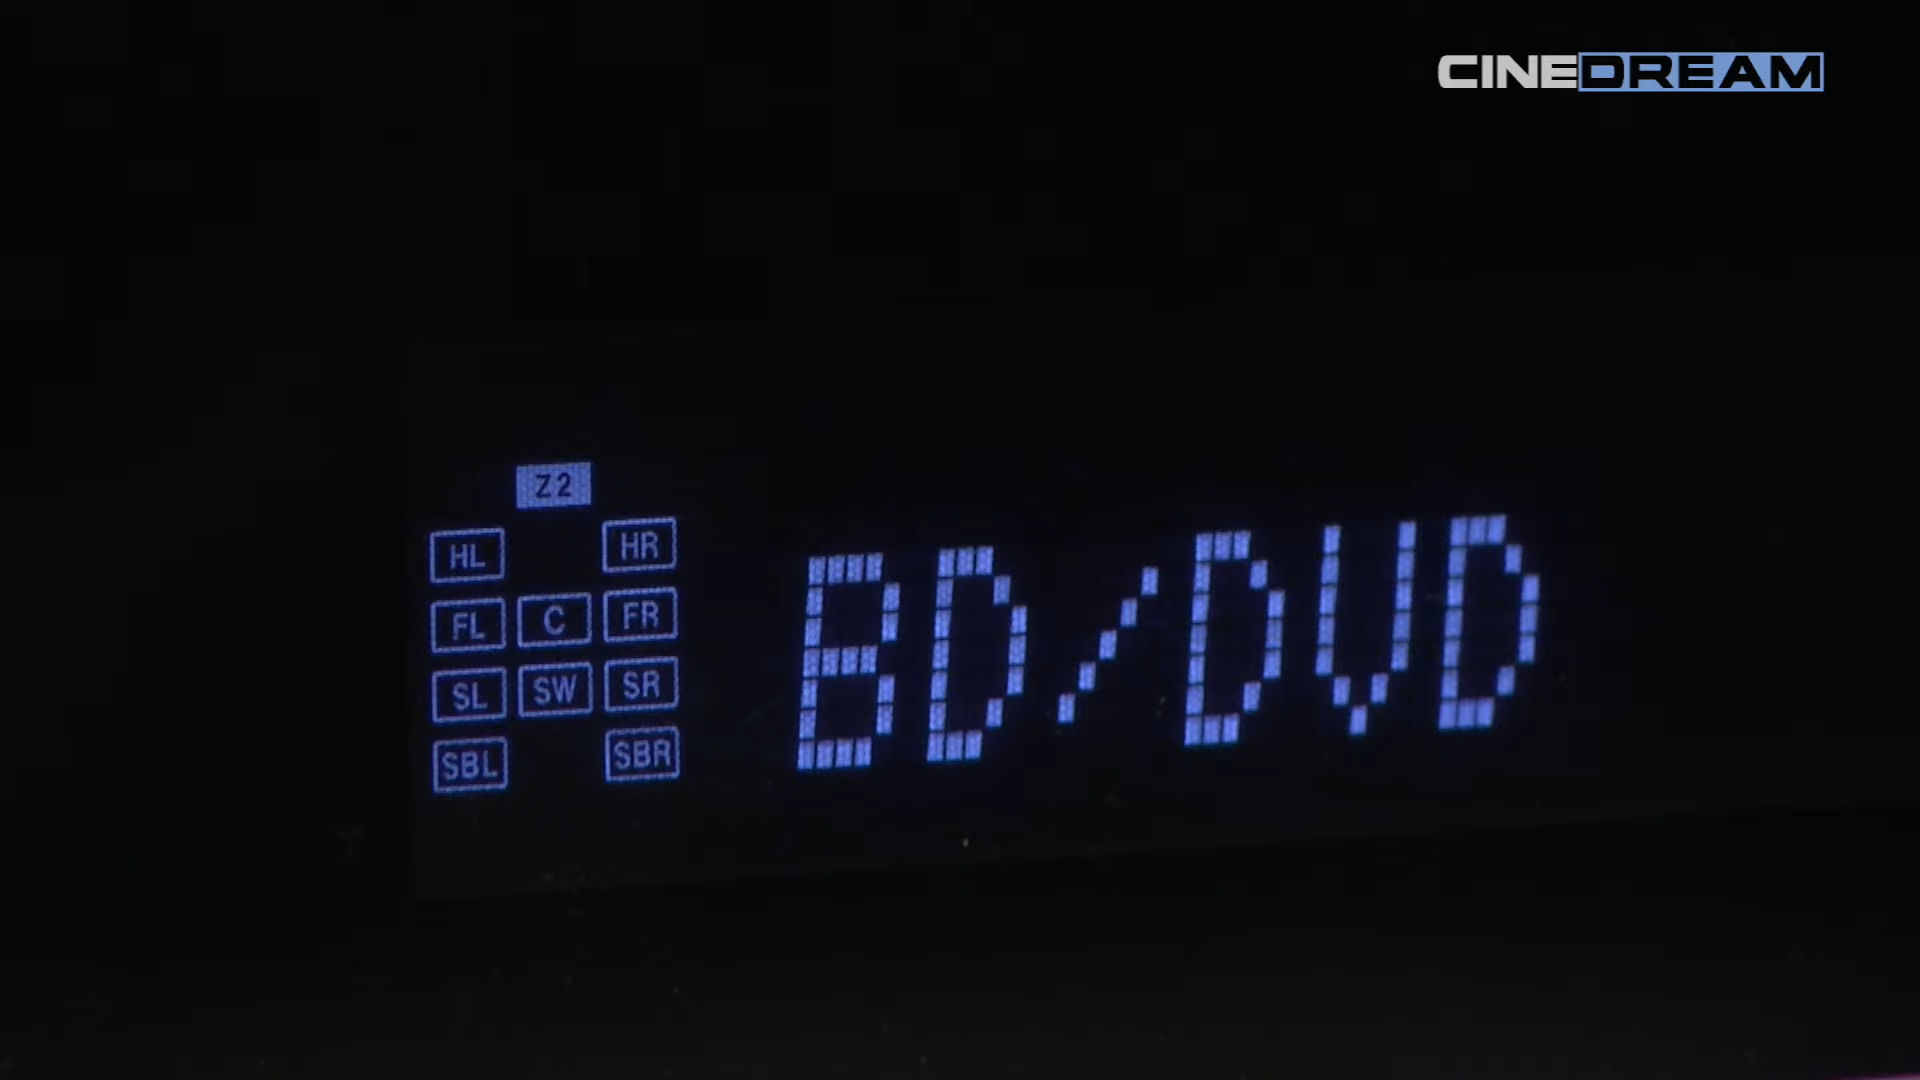 CINEDREAM
Z2
HL HR
FL C FR
SL SW SR
SBL SBR
BD/DVD